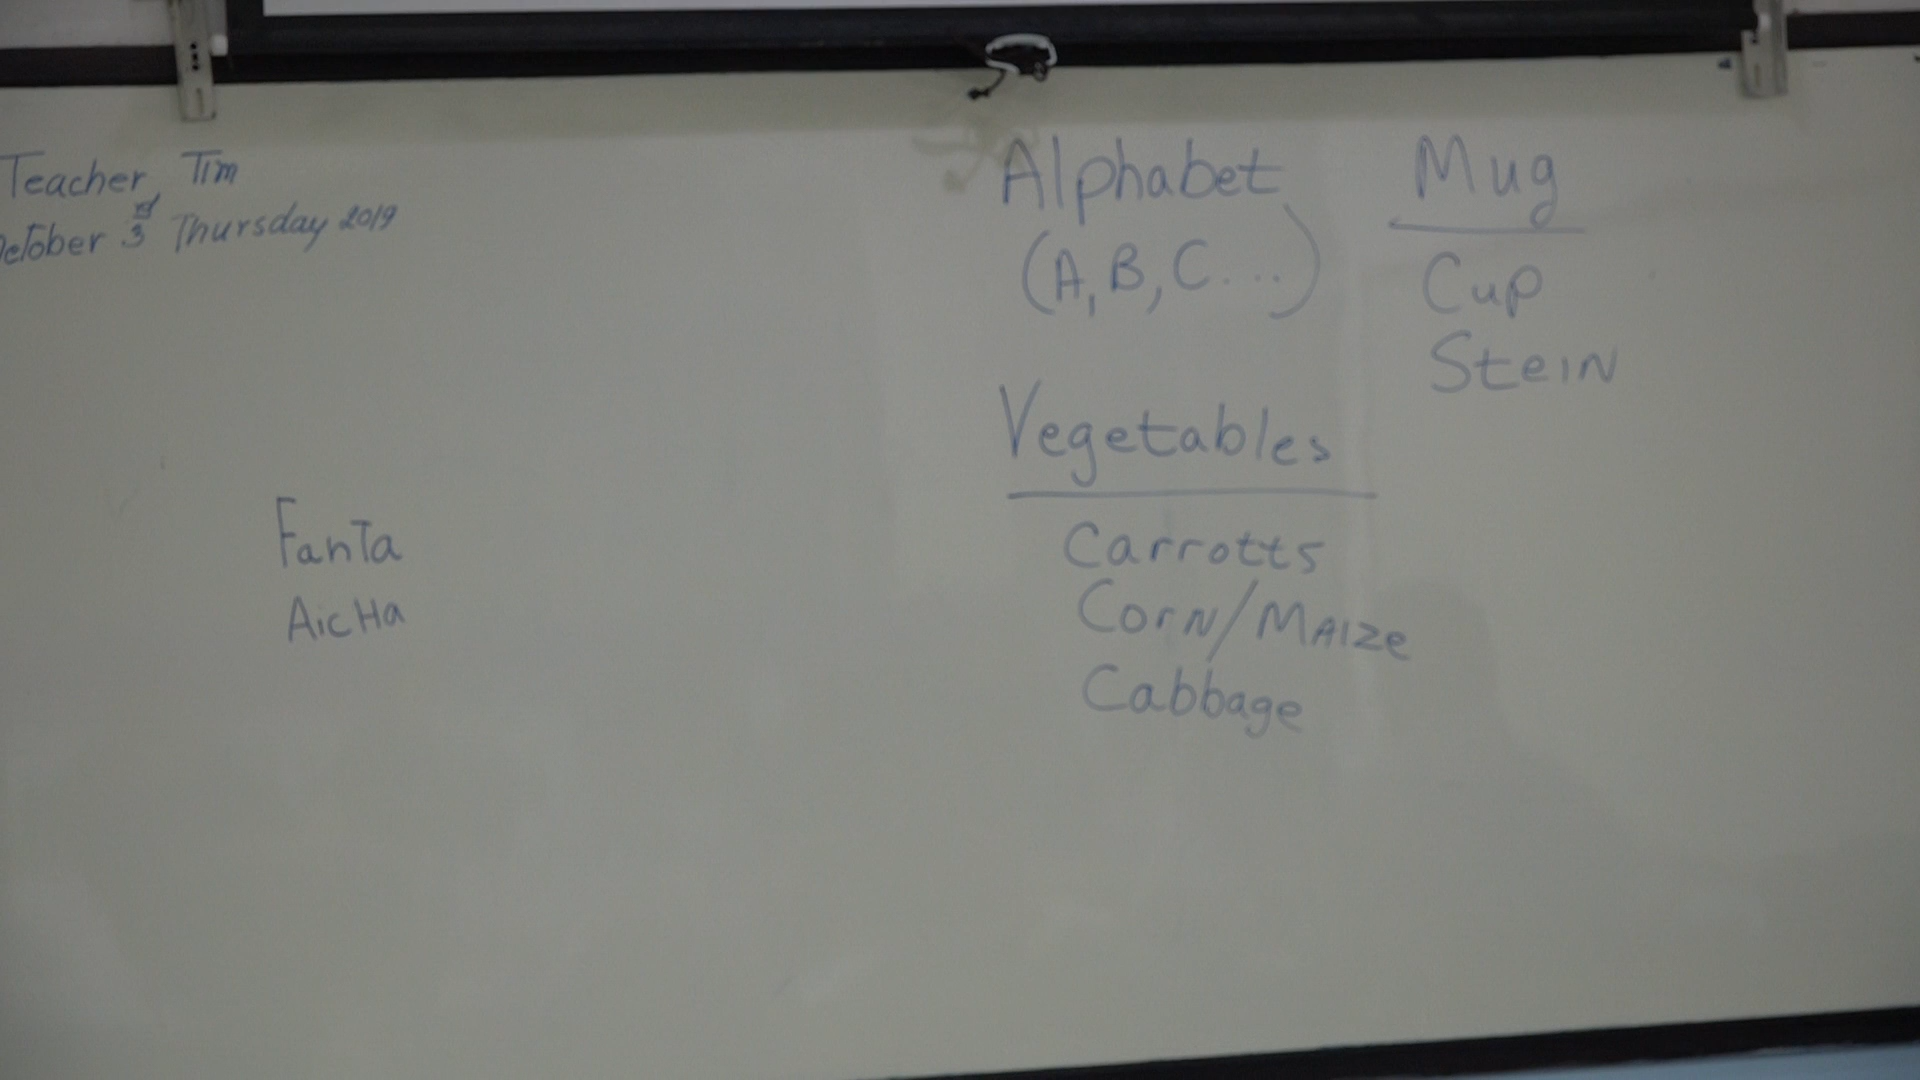 Teacher, Tim
October 3rd Thursday 2019
Fanta
AicHa
Alphabet
(A, B, C....)
Vegetables
Carrotts
CorN/MAIZe
Cabbage
Mug
Cup
SteiN